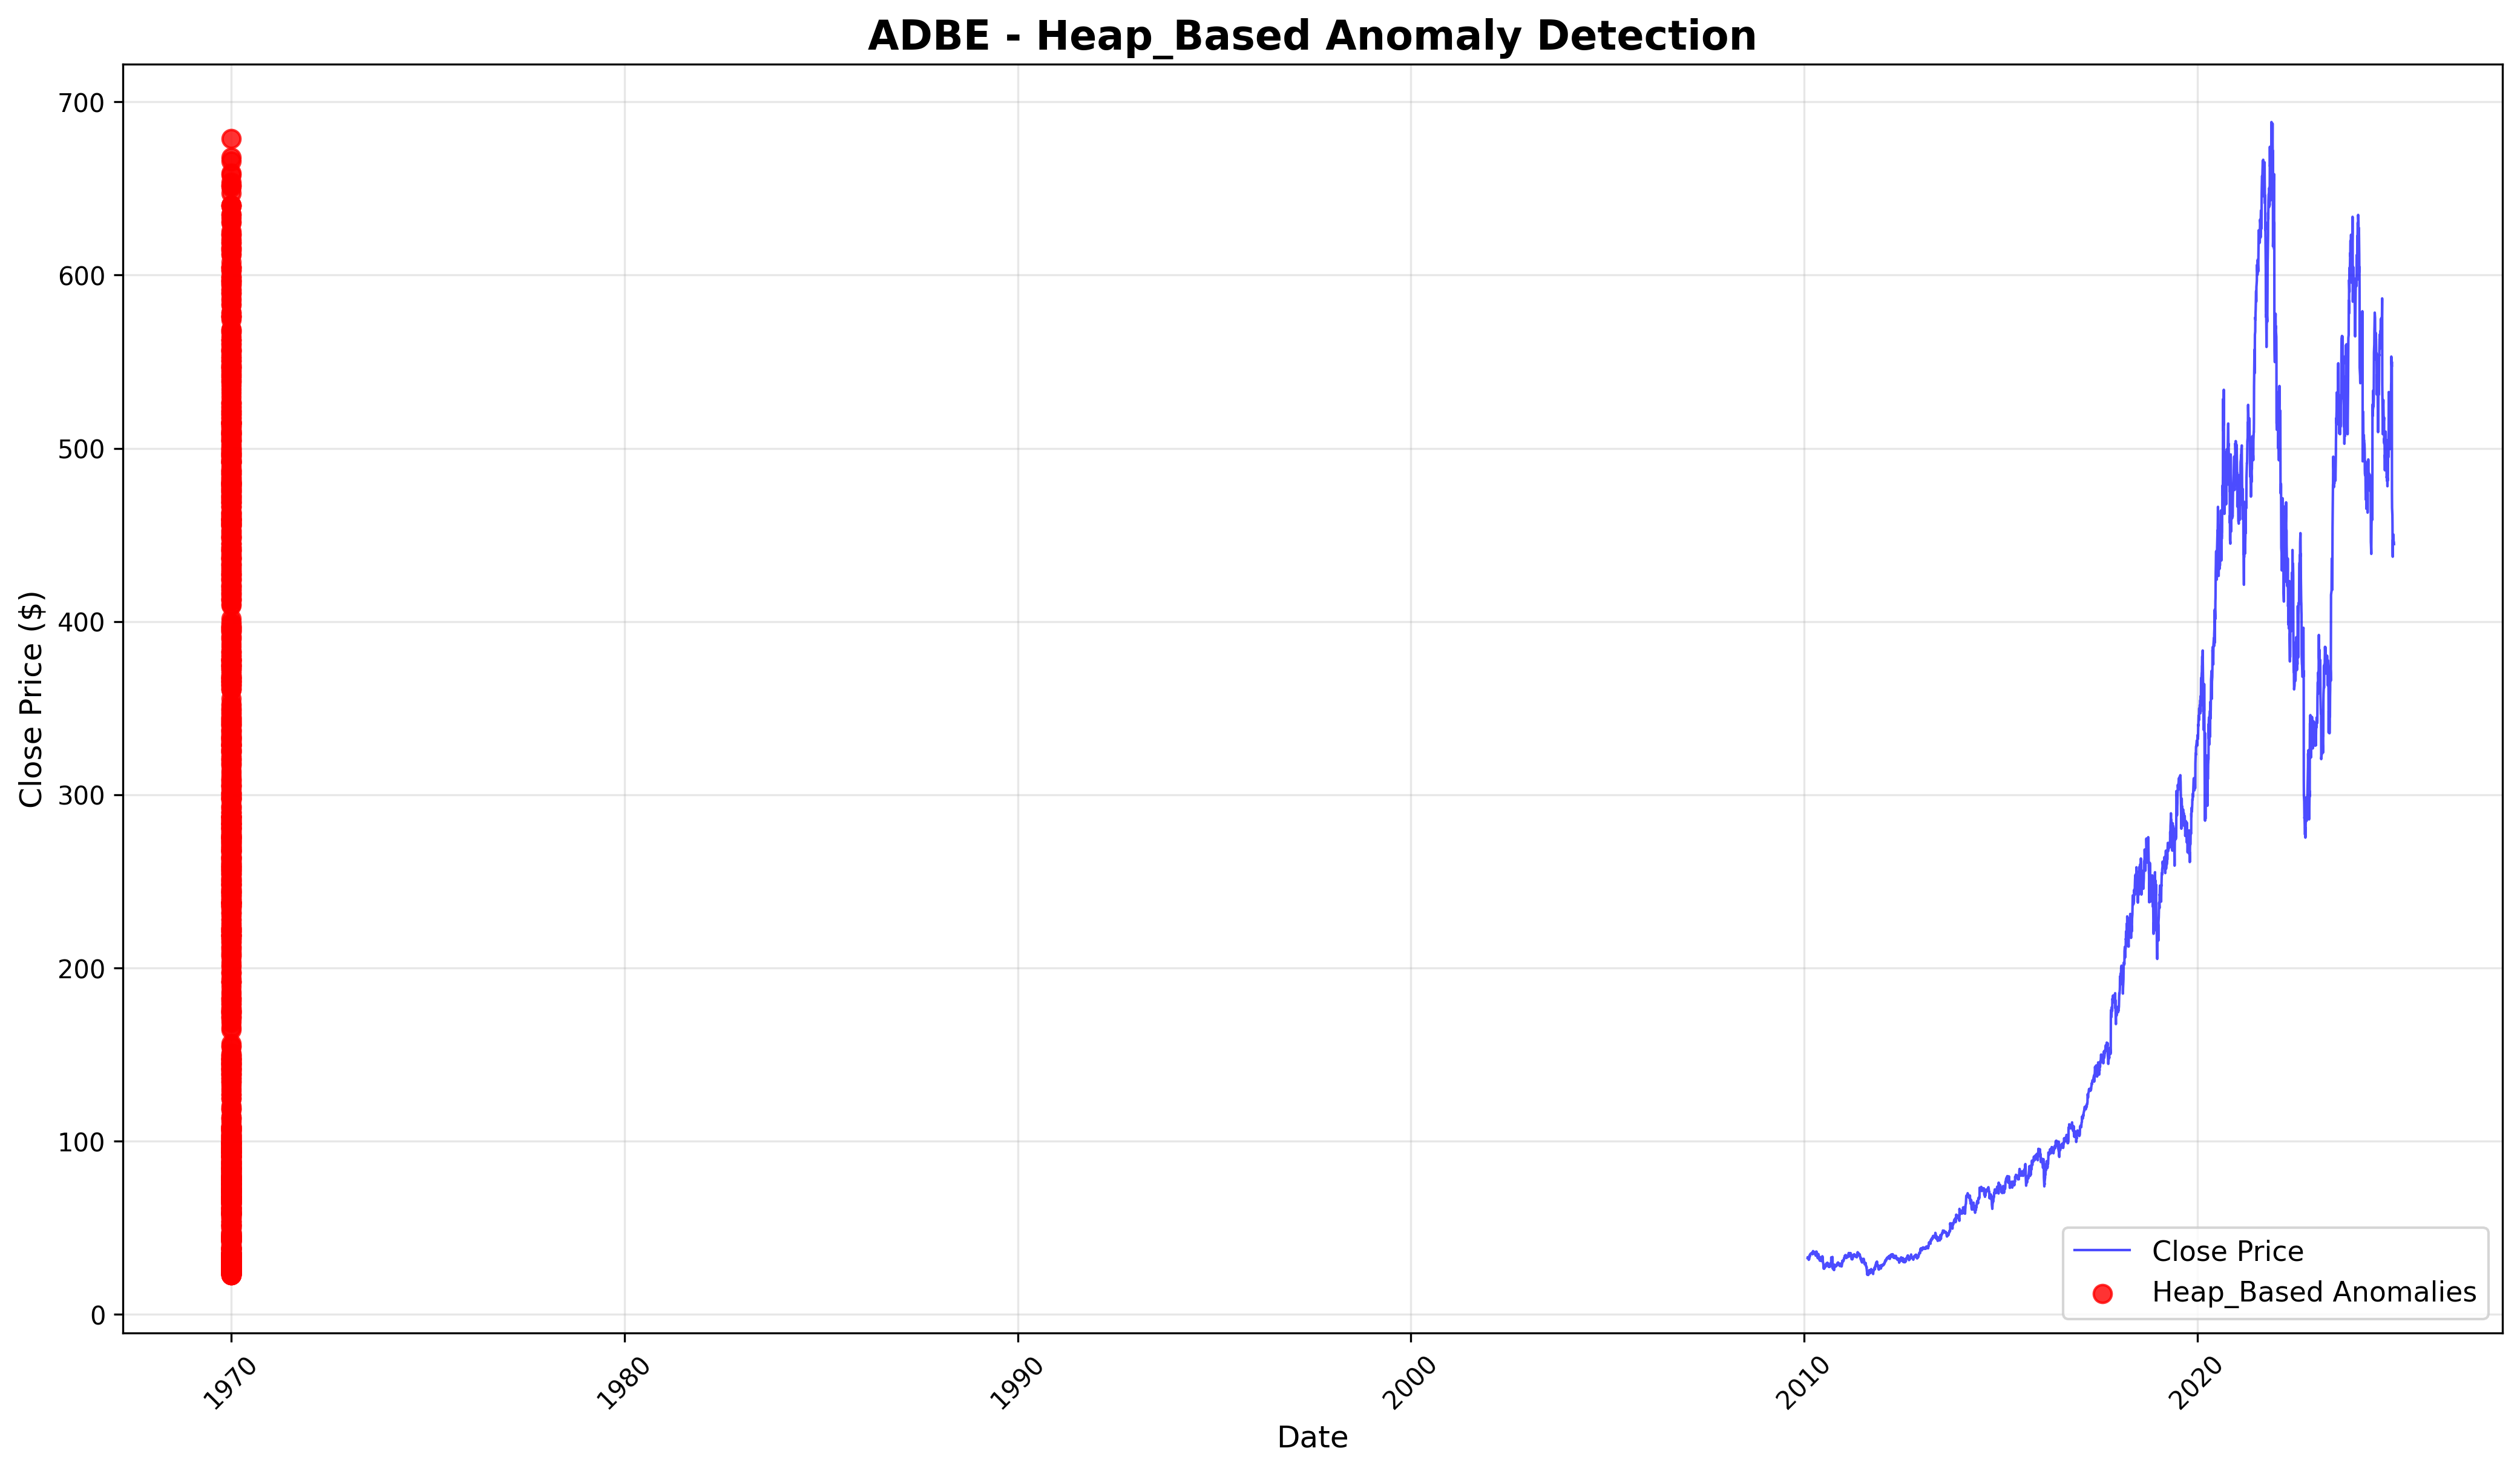 ADBE - Heap_Based Anomaly Detection
Close Price ($)
700
600
500
400
300
200
100
0
1970
1980
1990
2000
2010
2020
Date
Close Price
Heap_Based Anomalies